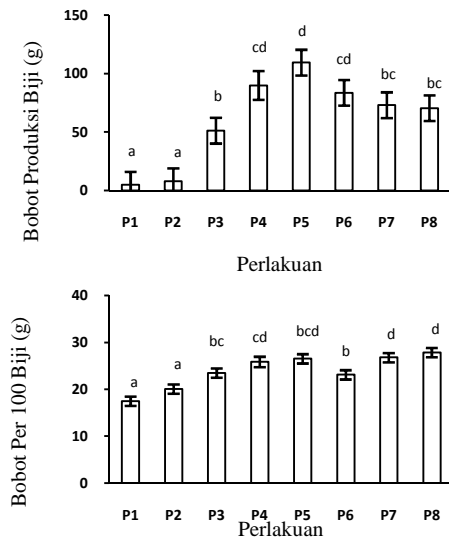 Bobot Produksi Biji (g)
150
100
50
0
a
a
b
cd
d
cd
bc
bc
P1 P2 P3 P4 P5 P6 P7 P8
Perlakuan
Bobot Per 100 Biji (g)
40
30
20
10
0
a
a
bc
cd
bcd
b
d
d
P1 P2 P3 P4 P5 P6 P7 P8
Perlakuan